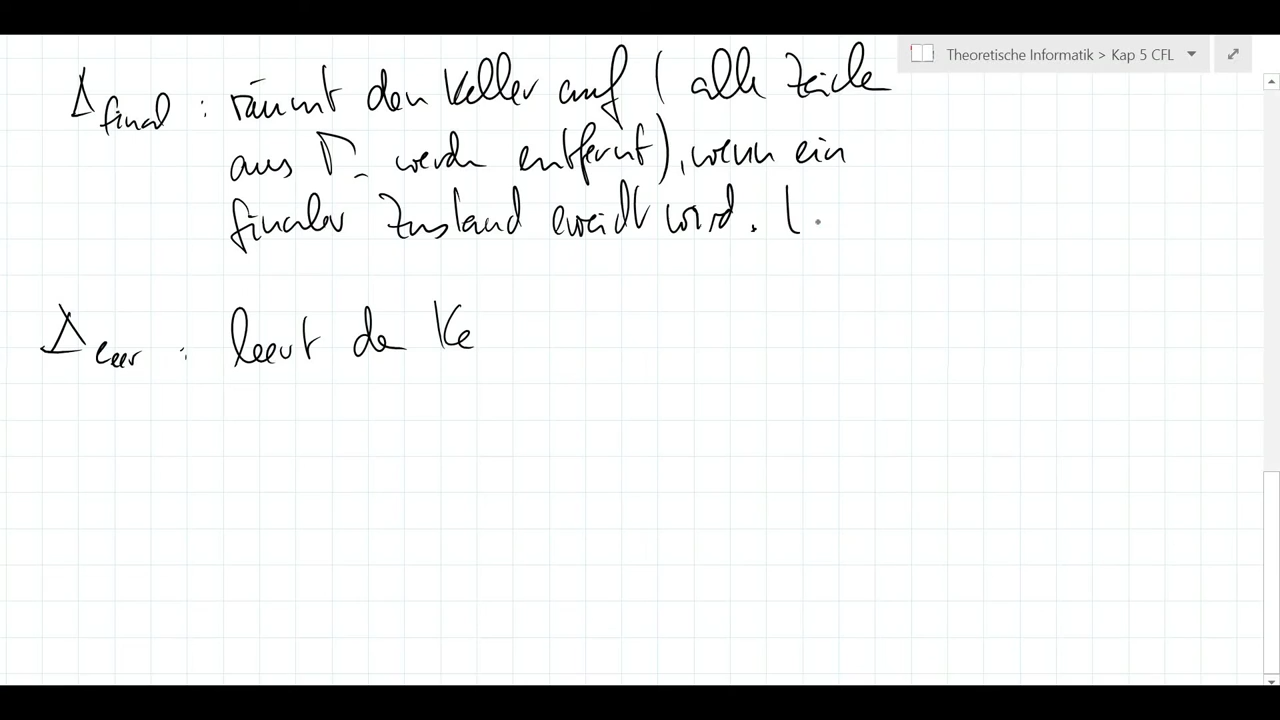 Theoretische Informatik > Kap 5 CFL
Δfinal : räumt den Keller auf ( alle Zeichen
aus Γ werden entfernt), wenn ein
finaler Zustand erreicht wird. ( .
Δleer : leert den Ke